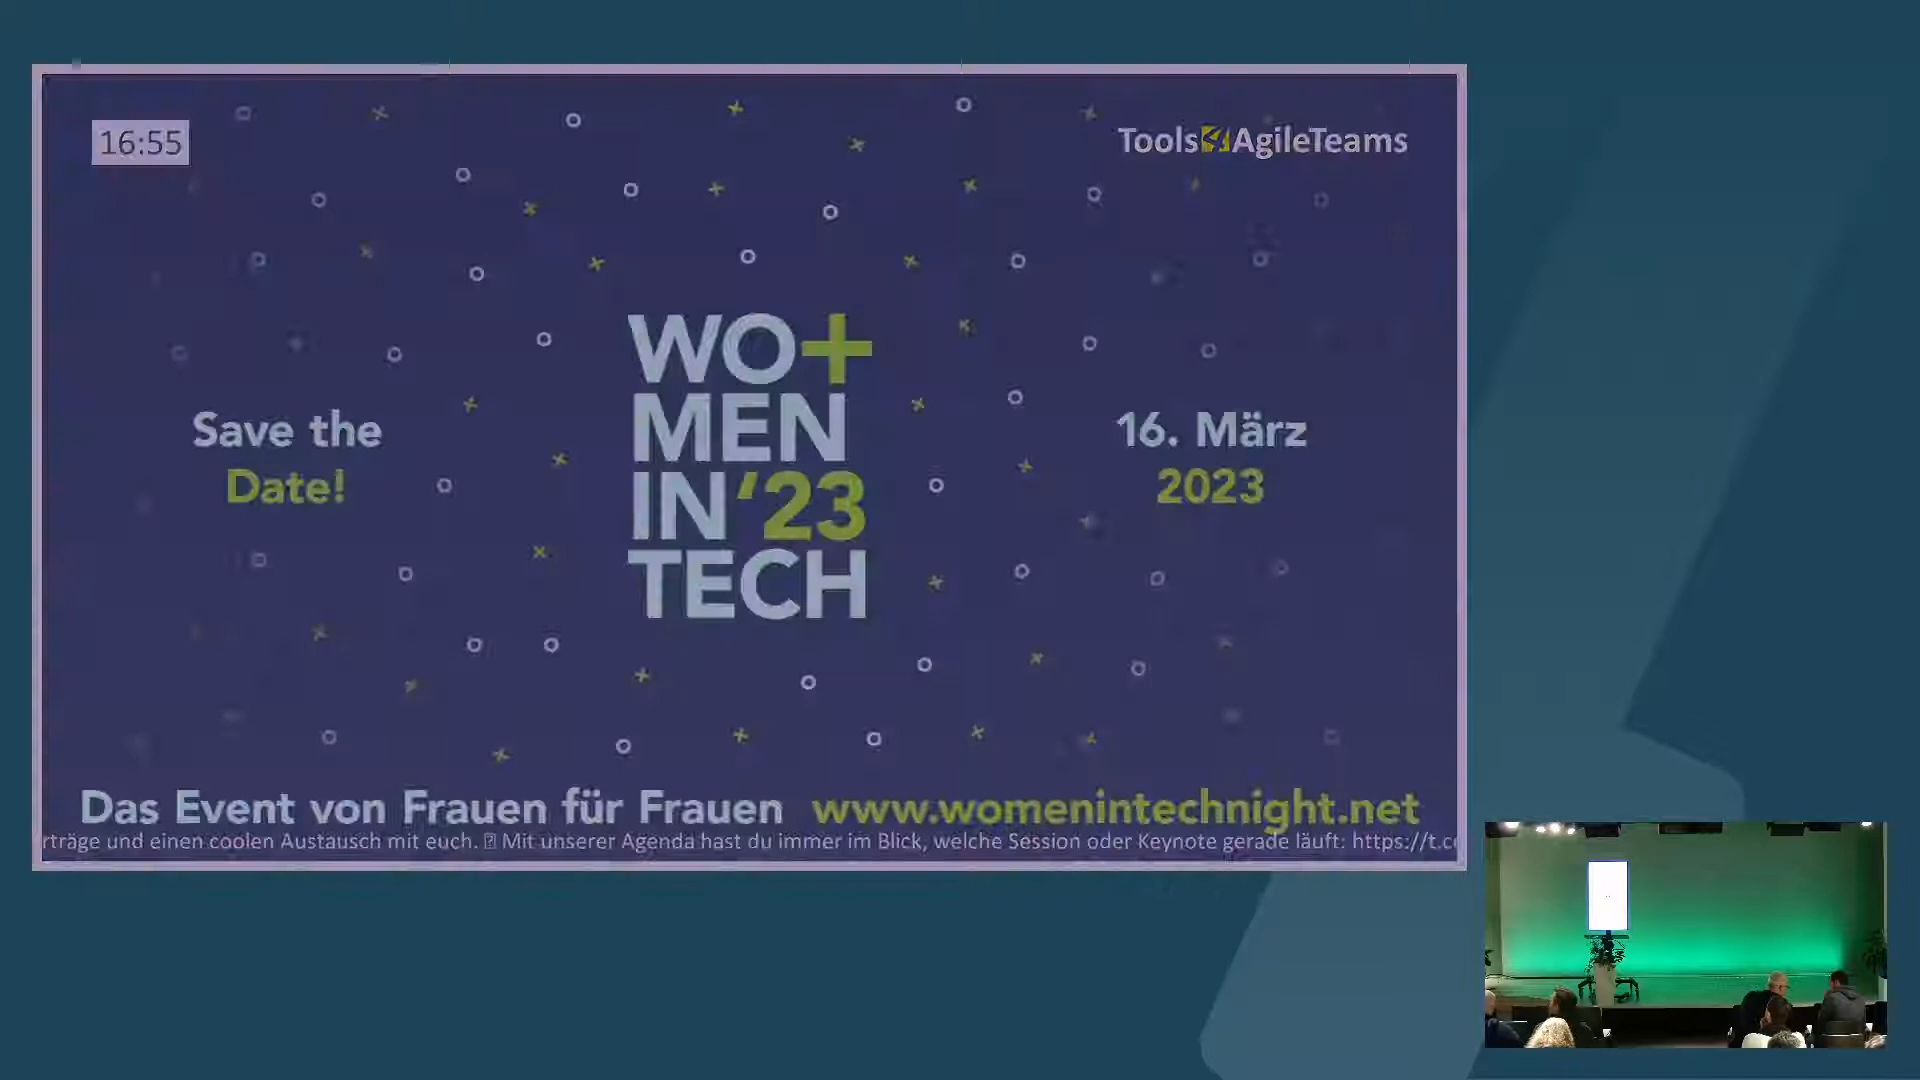 16:55
Tools4AgileTeams
WO+
MEN
IN'23
TECH
Save the
Date!
16. März
2023
Das Event von Frauen für Frauen www.womenintechnight.net
rträge und einen coolen Austausch mit euch. Mit unserer Agenda hast du immer im Blick, welche Session oder Keynote gerade läuft: https://t.c